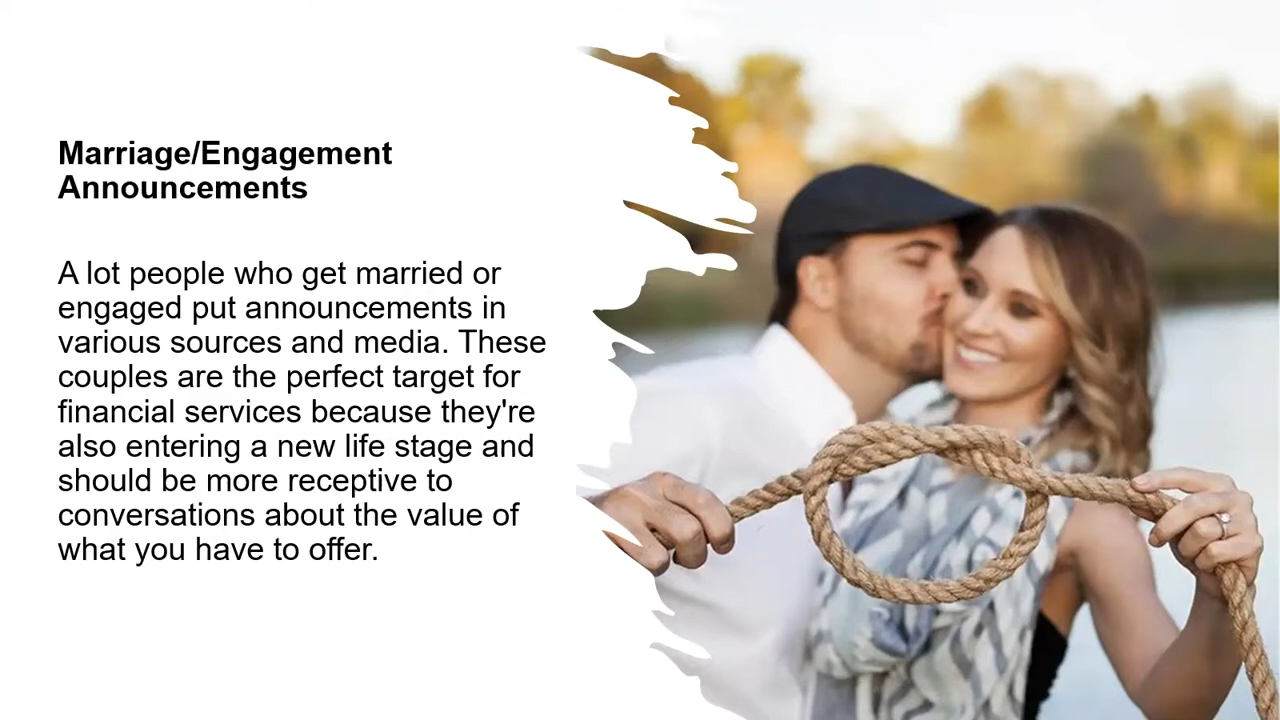 Marriage/Engagement
Announcements
A lot people who get married or
engaged put announcements in
various sources and media. These
couples are the perfect target for
financial services because they're
also entering a new life stage and
should be more receptive to
conversations about the value of
what you have to offer.